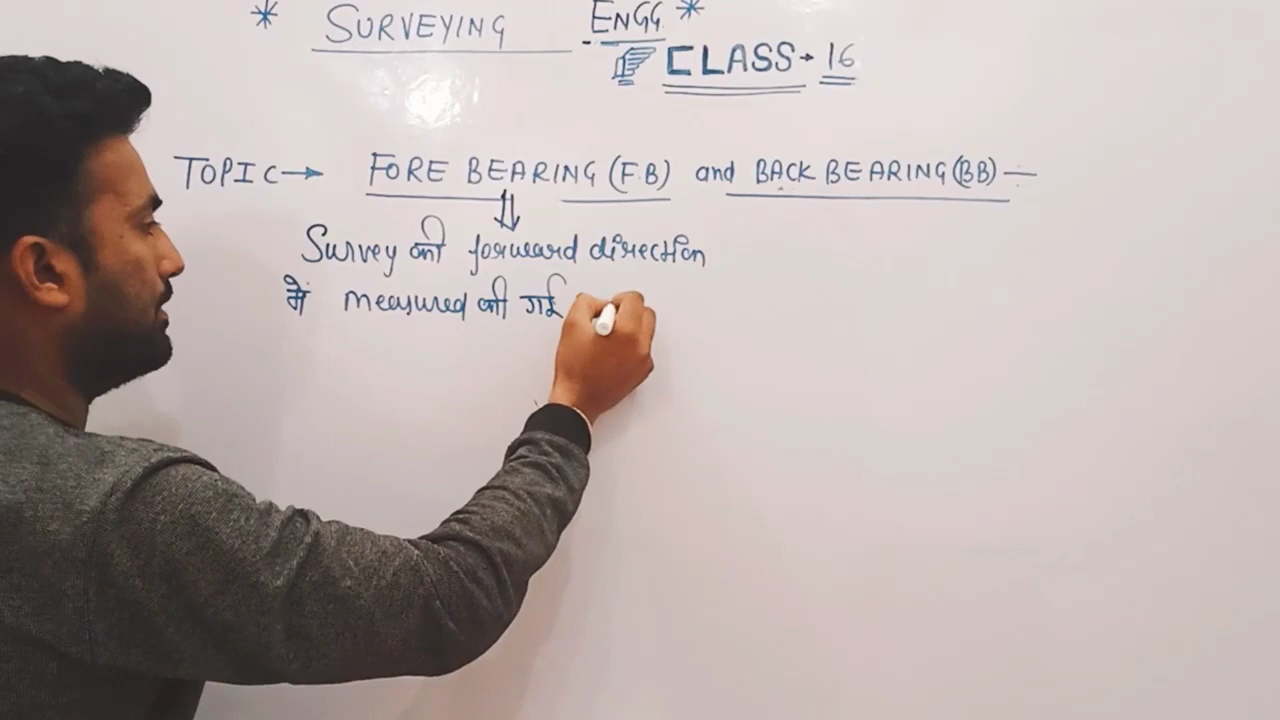 * SURVEYING ENGG *
CLASS → 16
TOPIC → FORE BEARING (F.B) and BACK BEARING (BB) —
Survey की forward direction
में measured की गई